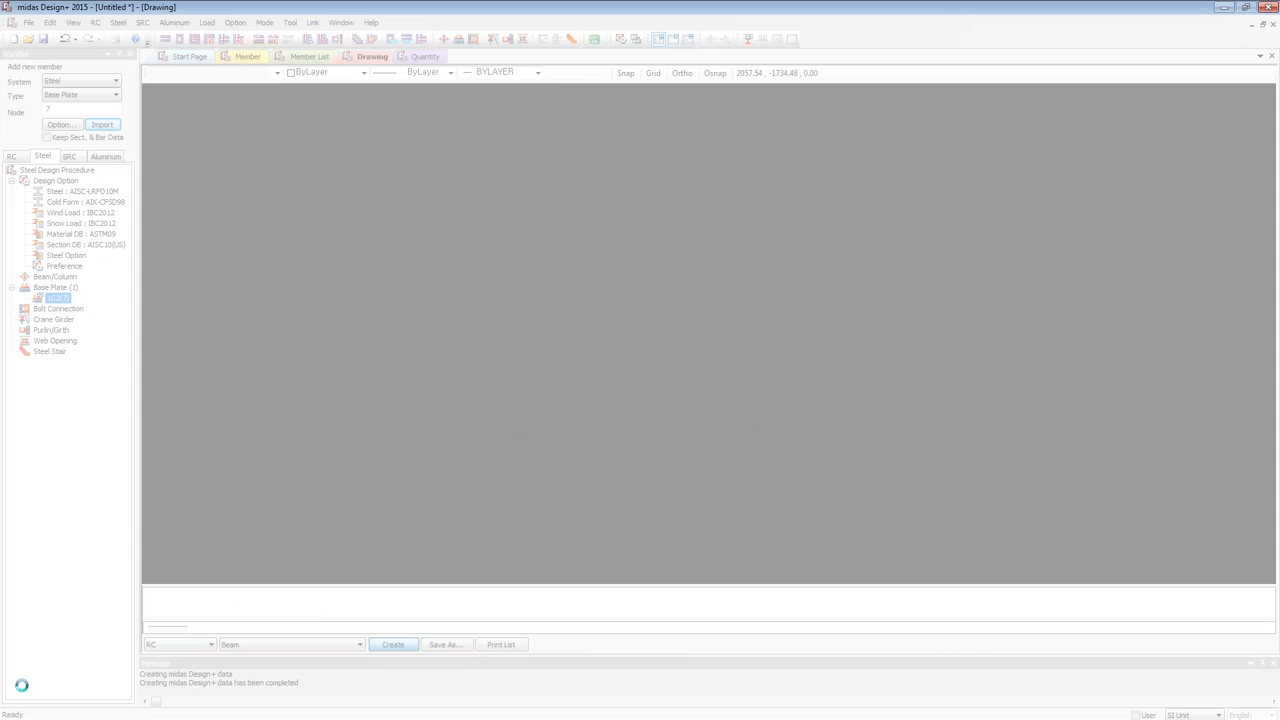 midas Design+ 2015 - [Untitled *] - [Drawing]
File Edit View RC Steel SRC Aluminum Load Option Mode Tool Link Window Help
Start Page Member Member List Drawing Quantity
Add new member
ByLayer ByLayer BYLAYER Snap Grid Ortho Osnap 2057.54 , -1734.48 , 0.00
System Steel
Type Base Plate
Node 7
Option... Import
Keep Sect. & Bar Data
RC Steel SRC Aluminum
Steel Design Procedure
Design Option
Steel : AISC-LRFD10M
Cold Form : AIK-CFSD98
Wind Load : IBC2012
Snow Load : IBC2012
Material DB : ASTM09
Section DB : AISC10(US)
Steel Option
Preference
Beam/Column
Base Plate (1)
Bolt Connection
Crane Girder
Purlin/Girth
Web Opening
Steel Stair
RC Beam Create Save As... Print List
Message
Creating midas Design+ data
Creating midas Design+ data has been completed
Ready User SI Unit English